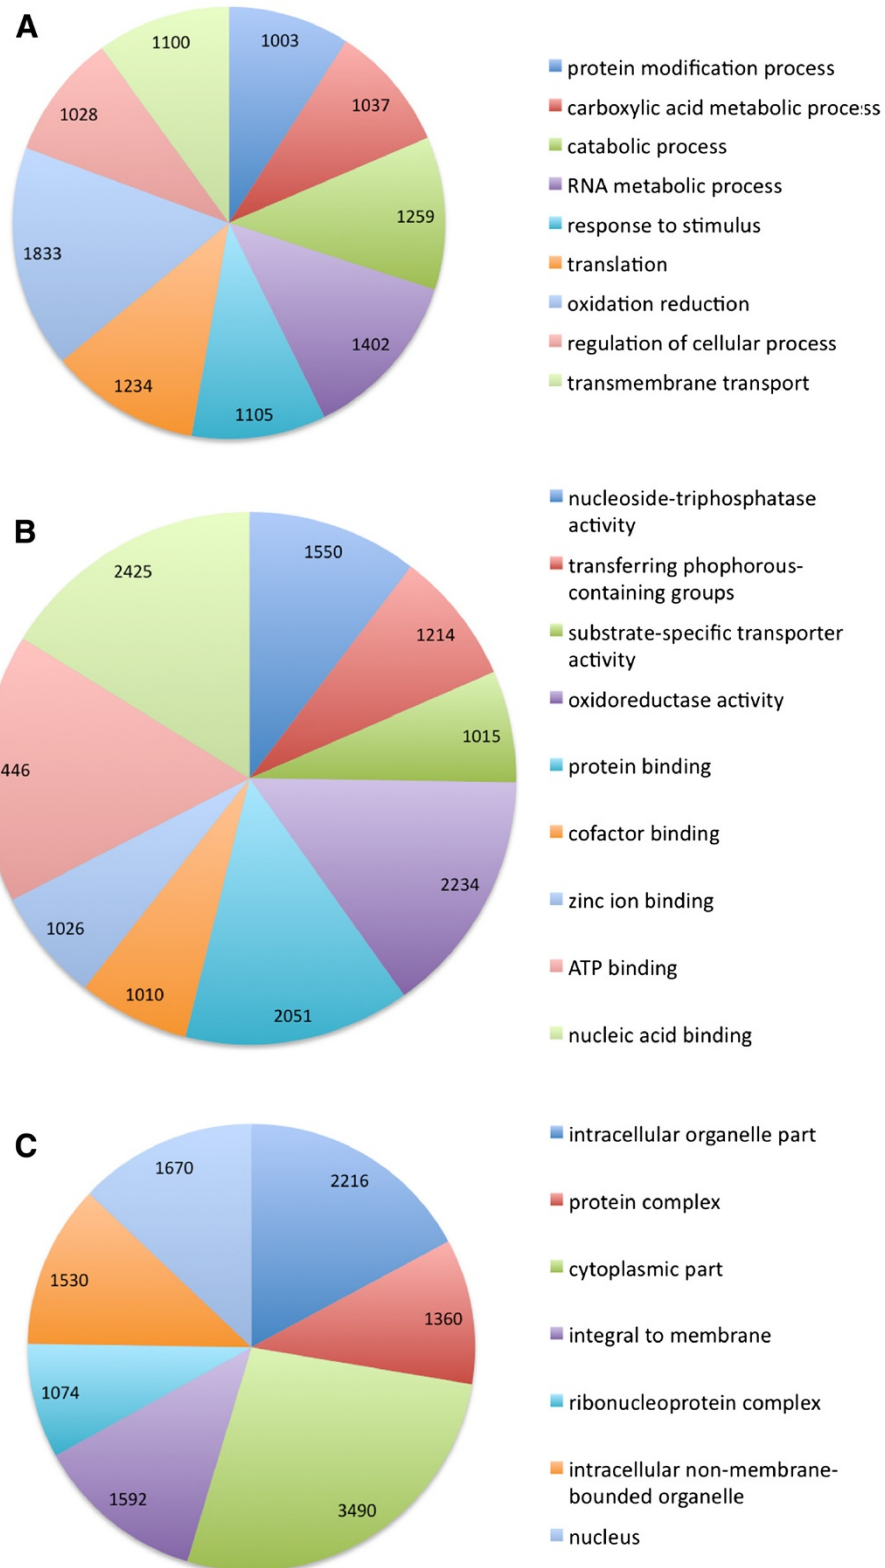 A
1100
1003
1028
1037
1259
1833
1402
1234
1105
protein modification process
carboxylic acid metabolic process
catabolic process
RNA metabolic process
response to stimulus
translation
oxidation reduction
regulation of cellular process
transmembrane transport
B
2425
1550
1214
1015
446
2234
1026
1010
2051
nucleoside-triphosphatase
activity
transferring phophorous-
containing groups
substrate-specific transporter
activity
oxidoreductase activity
protein binding
cofactor binding
zinc ion binding
ATP binding
nucleic acid binding
C
1670
2216
1530
1360
1074
1592
3490
intracellular organelle part
protein complex
cytoplasmic part
integral to membrane
ribonucleoprotein complex
intracellular non-membrane-
bounded organelle
nucleus